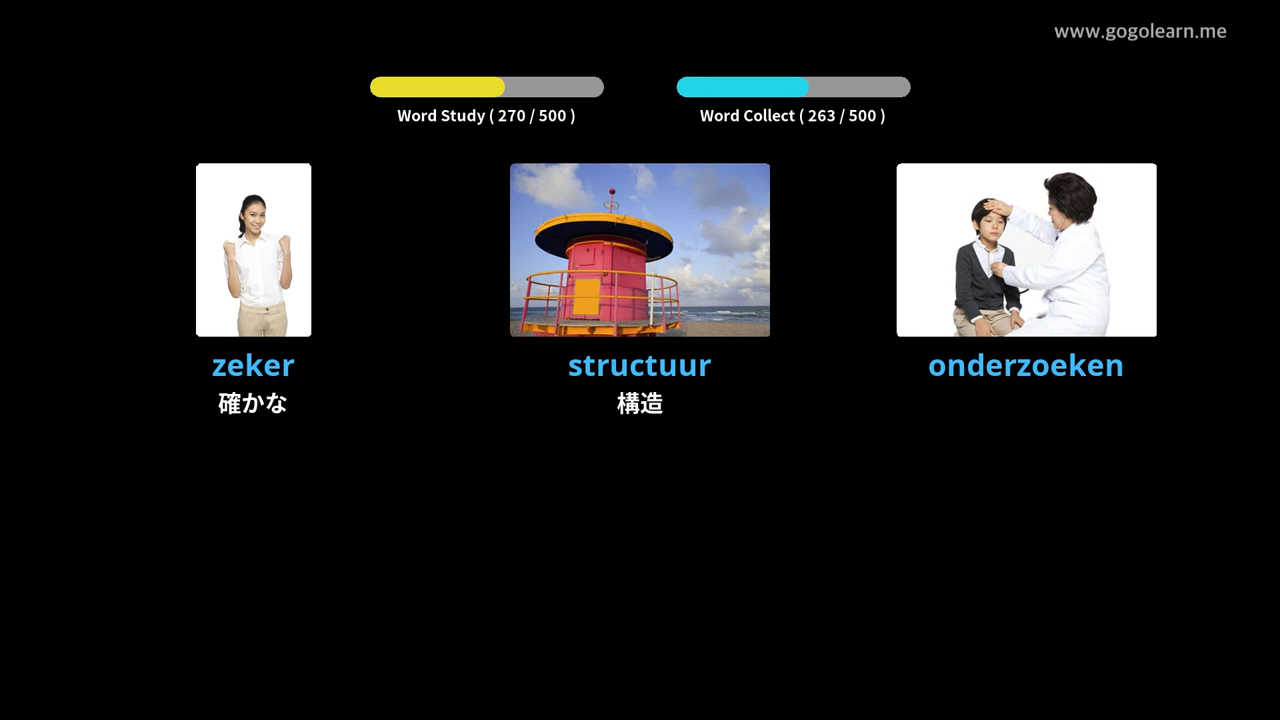 www.gogolearn.me
Word Study ( 270 / 500 )
Word Collect ( 263 / 500 )
zeker
確かな
structuur
構造
onderzoeken